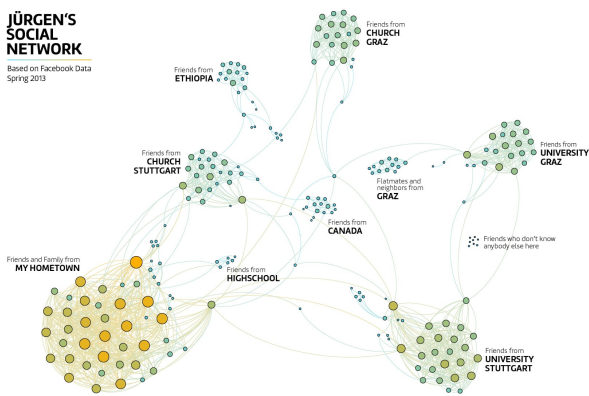 JÜRGEN'S
SOCIAL
NETWORK
Based on Facebook Data
Spring 2013
Friends from
CHURCH
GRAZ
Friends from
ETHIOPIA
Friends from
CHURCH
STUTTGART
Friends from
UNIVERSITY
GRAZ
Flatmates and
neighbors from
GRAZ
Friends from
CANADA
Friends who don't know
anybody else here
Friends and Family from
MY HOMETOWN
Friends from
HIGHSCHOOL
Friends from
UNIVERSITY
STUTTGART